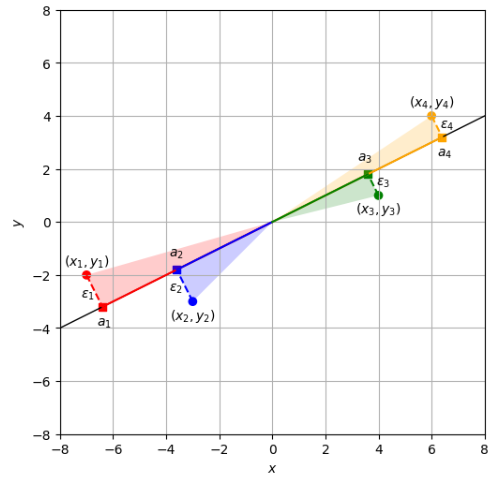 8
6
4
2
0
−2
−4
−6
−8
y
(x₄, y₄)
ε₄
a₃
a₄
ε₃
(x₃, y₃)
a₂
(x₁, y₁)
ε₂
ε₁
(x₂, y₂)
a₁
−8 −6 −4 −2 0 2 4 6 8
x